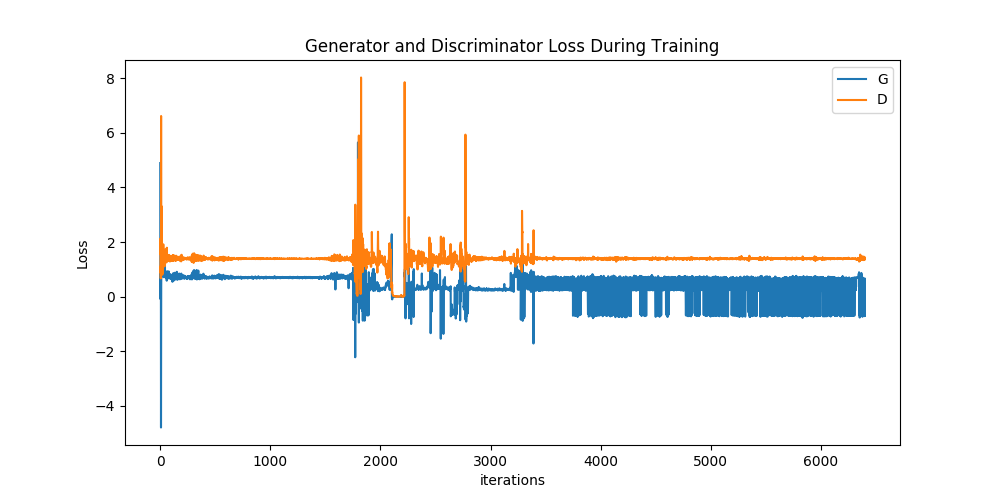 Generator and Discriminator Loss During Training
G
D
Loss
8
6
4
2
0
−2
−4
0 1000 2000 3000 4000 5000 6000
iterations